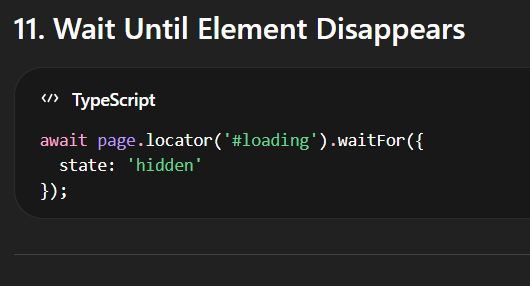 11. Wait Until Element Disappears
</> TypeScript
await page.locator('#loading').waitFor({
  state: 'hidden'
});